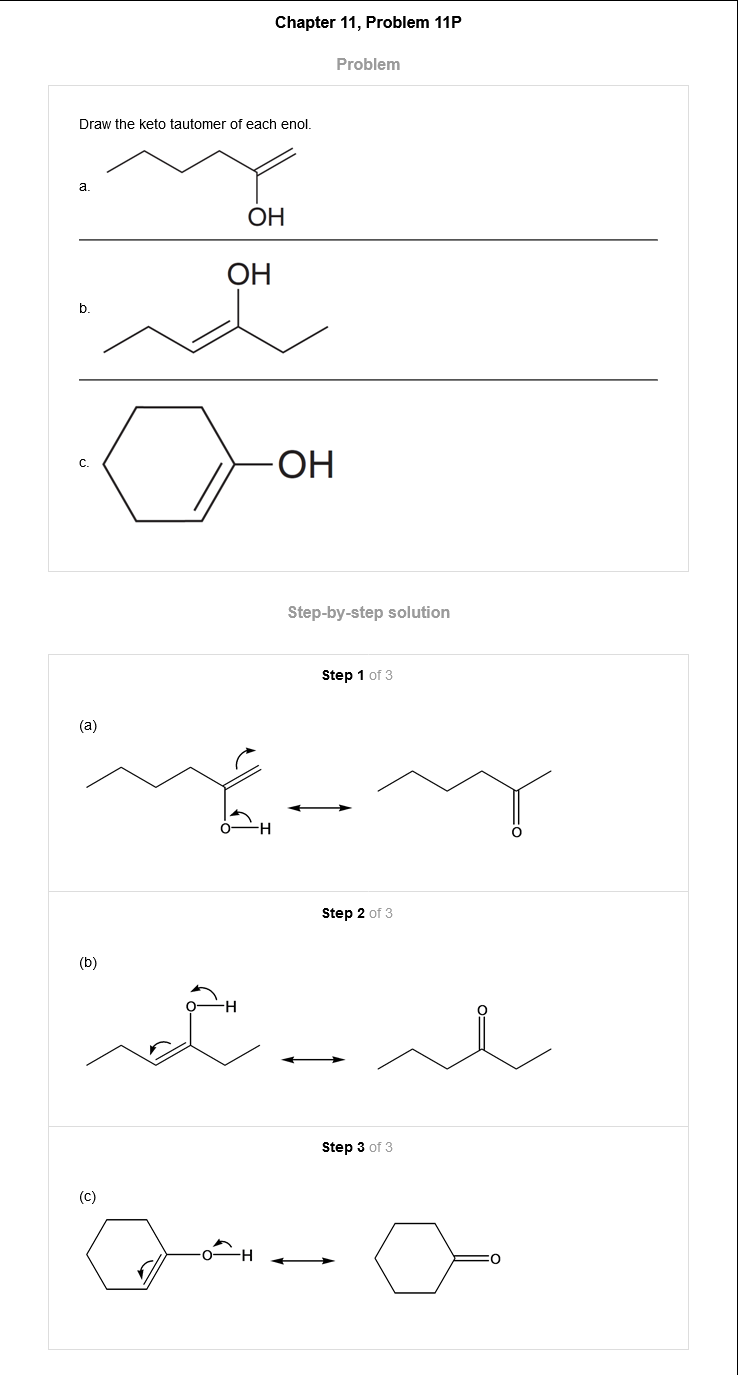 Chapter 11, Problem 11P
Problem
Draw the keto tautomer of each enol.
a.
OH
OH
b.
c.
OH
Step-by-step solution
Step 1 of 3
(a)
O H
O
Step 2 of 3
(b)
O H
O
Step 3 of 3
(c)
O H
O